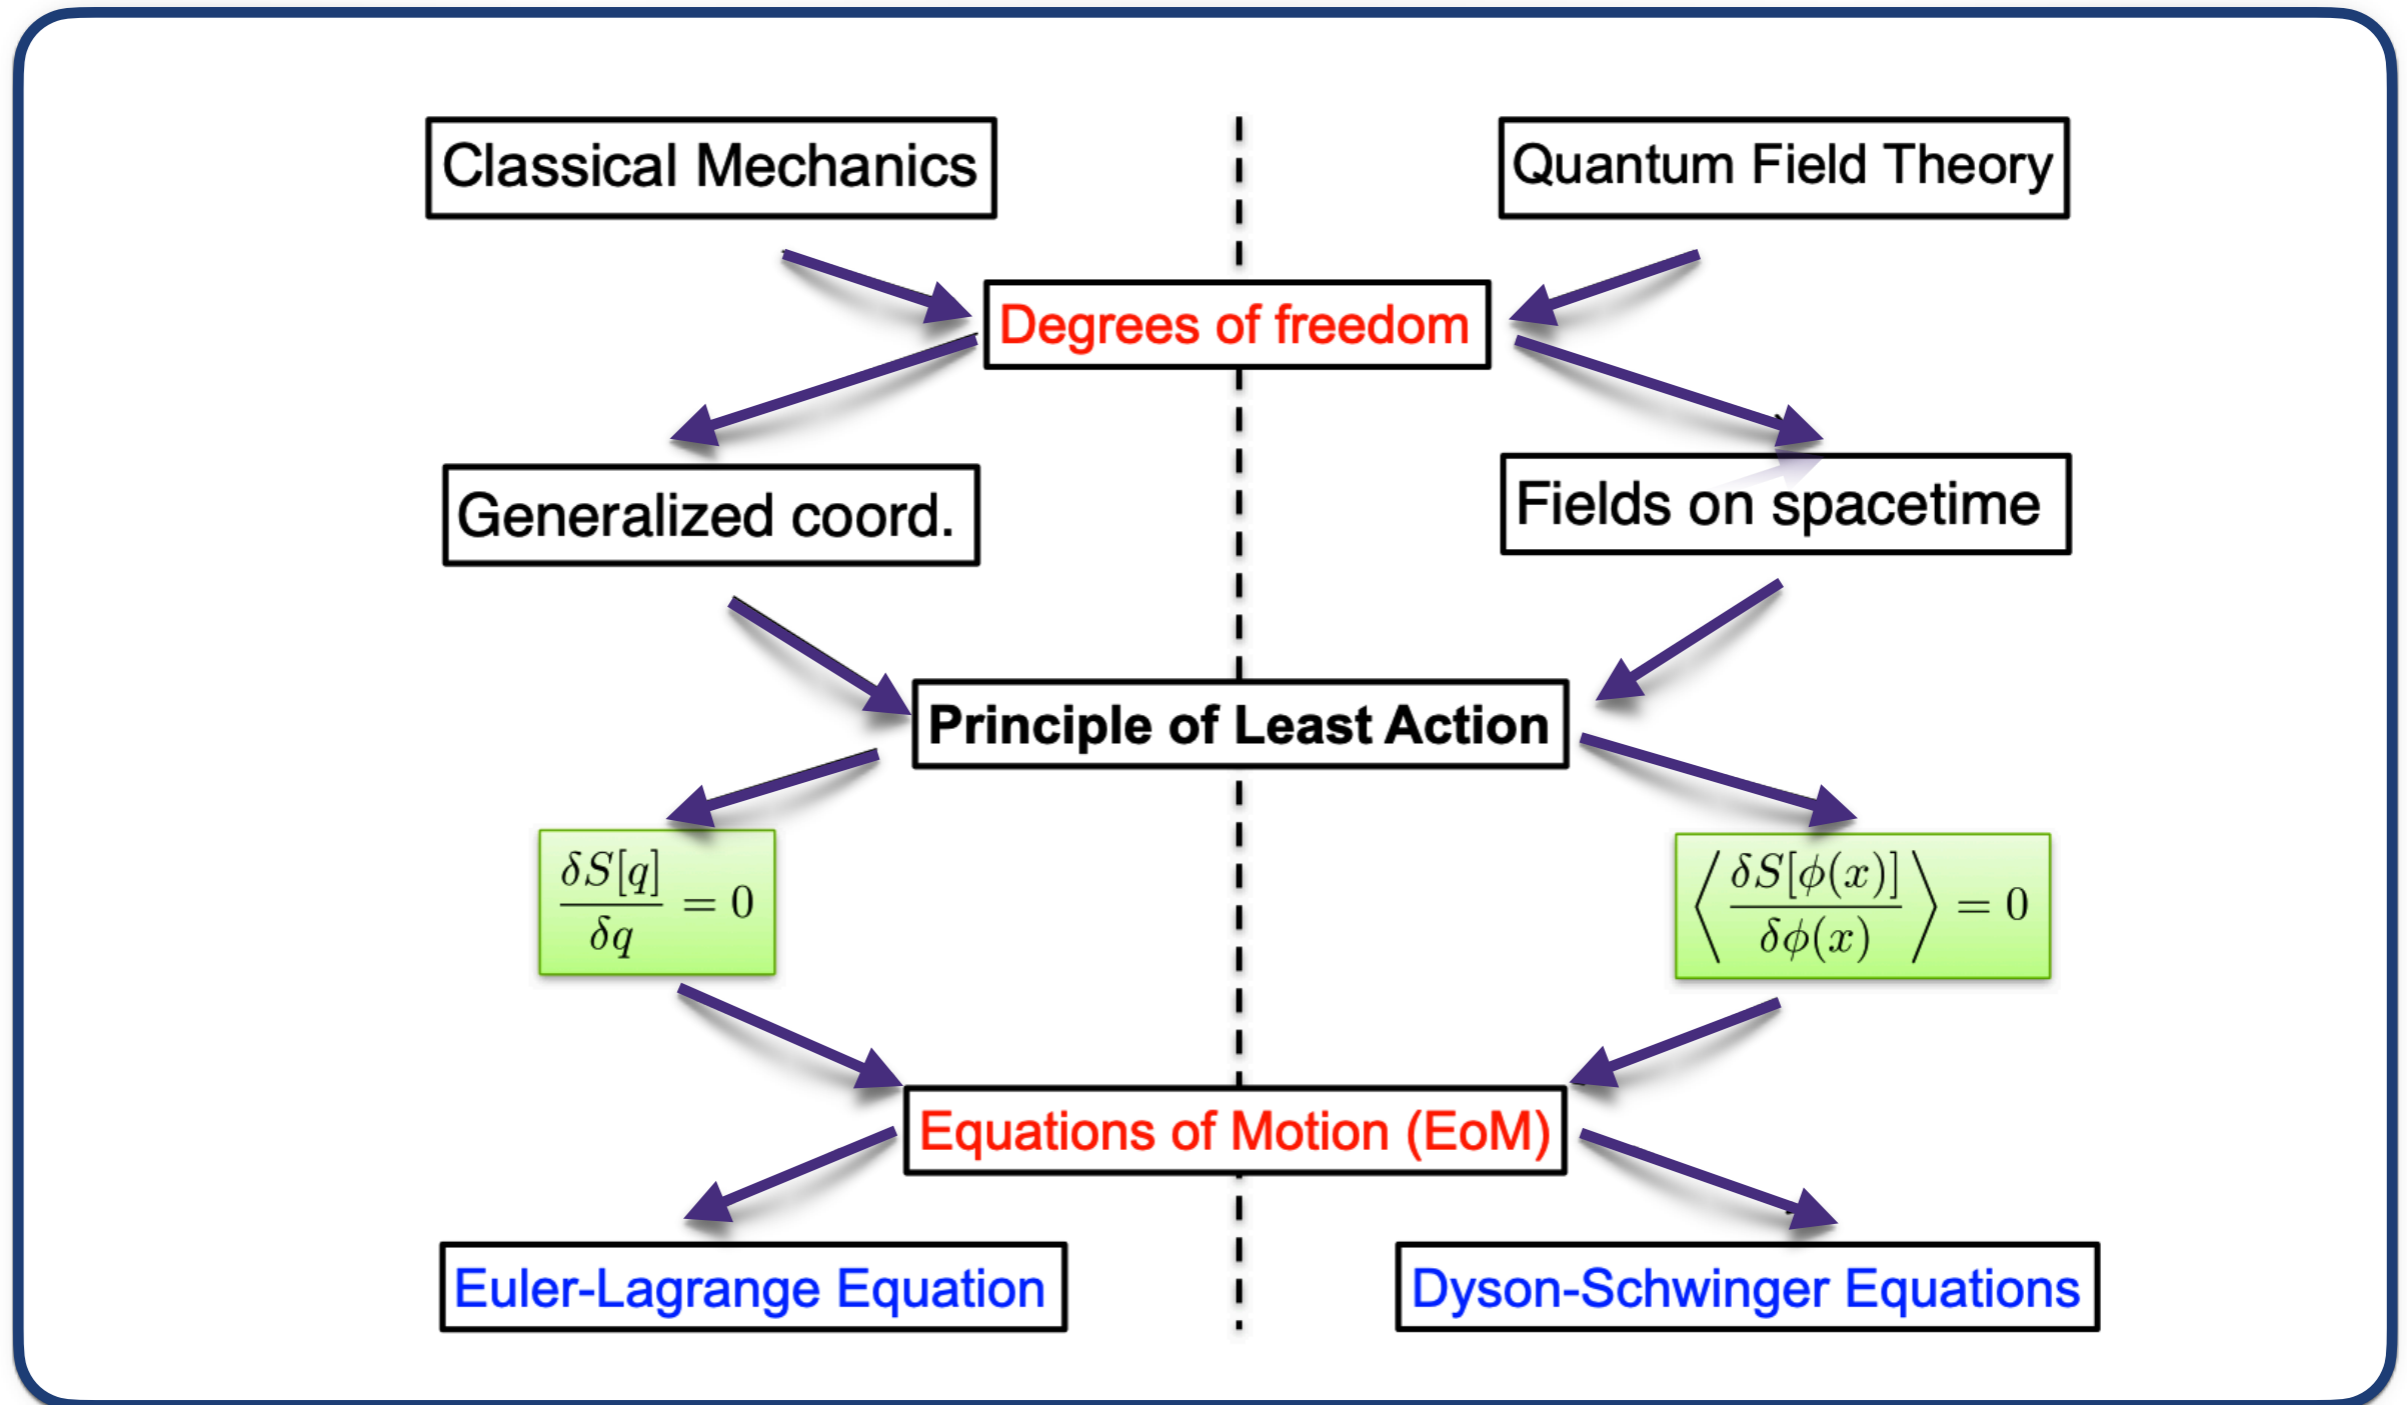 Classical Mechanics
Quantum Field Theory
Degrees of freedom
Generalized coord.
Fields on spacetime
Principle of Least Action
δS[q]/δq = 0
⟨δS[ϕ(x)]/δϕ(x)⟩ = 0
Equations of Motion (EoM)
Euler-Lagrange Equation
Dyson-Schwinger Equations